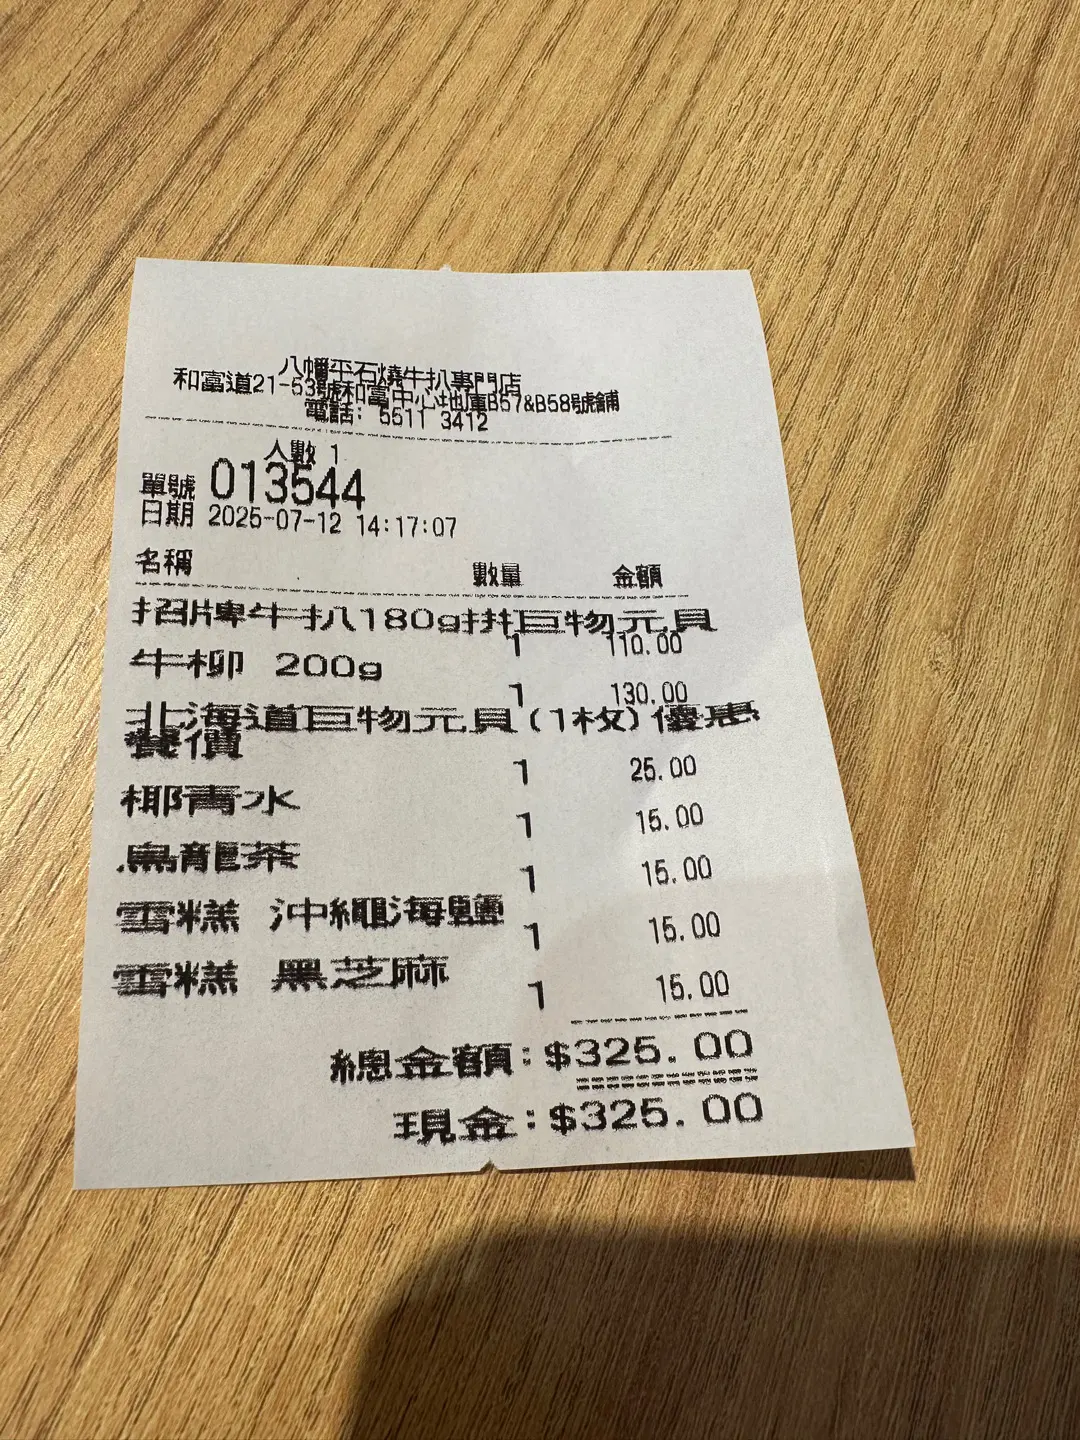 八幡平石燒牛扒專門店
和富道21-53號和富中心地庫B57&B58號舖
電話: 5511 3412
人數 1
單號 013544
日期 2025-07-12 14:17:07
名稱 數量 金額
招牌牛扒180g拼巨物元貝
1 110.00
牛柳 200g
1 130.00
北海道巨物元貝(1枚)優惠
餐價
1 25.00
椰青水
1 15.00
烏龍茶
1 15.00
雪糕 沖繩海鹽
1 15.00
雪糕 黑芝麻
1 15.00
總金額:$325.00
現金:$325.00